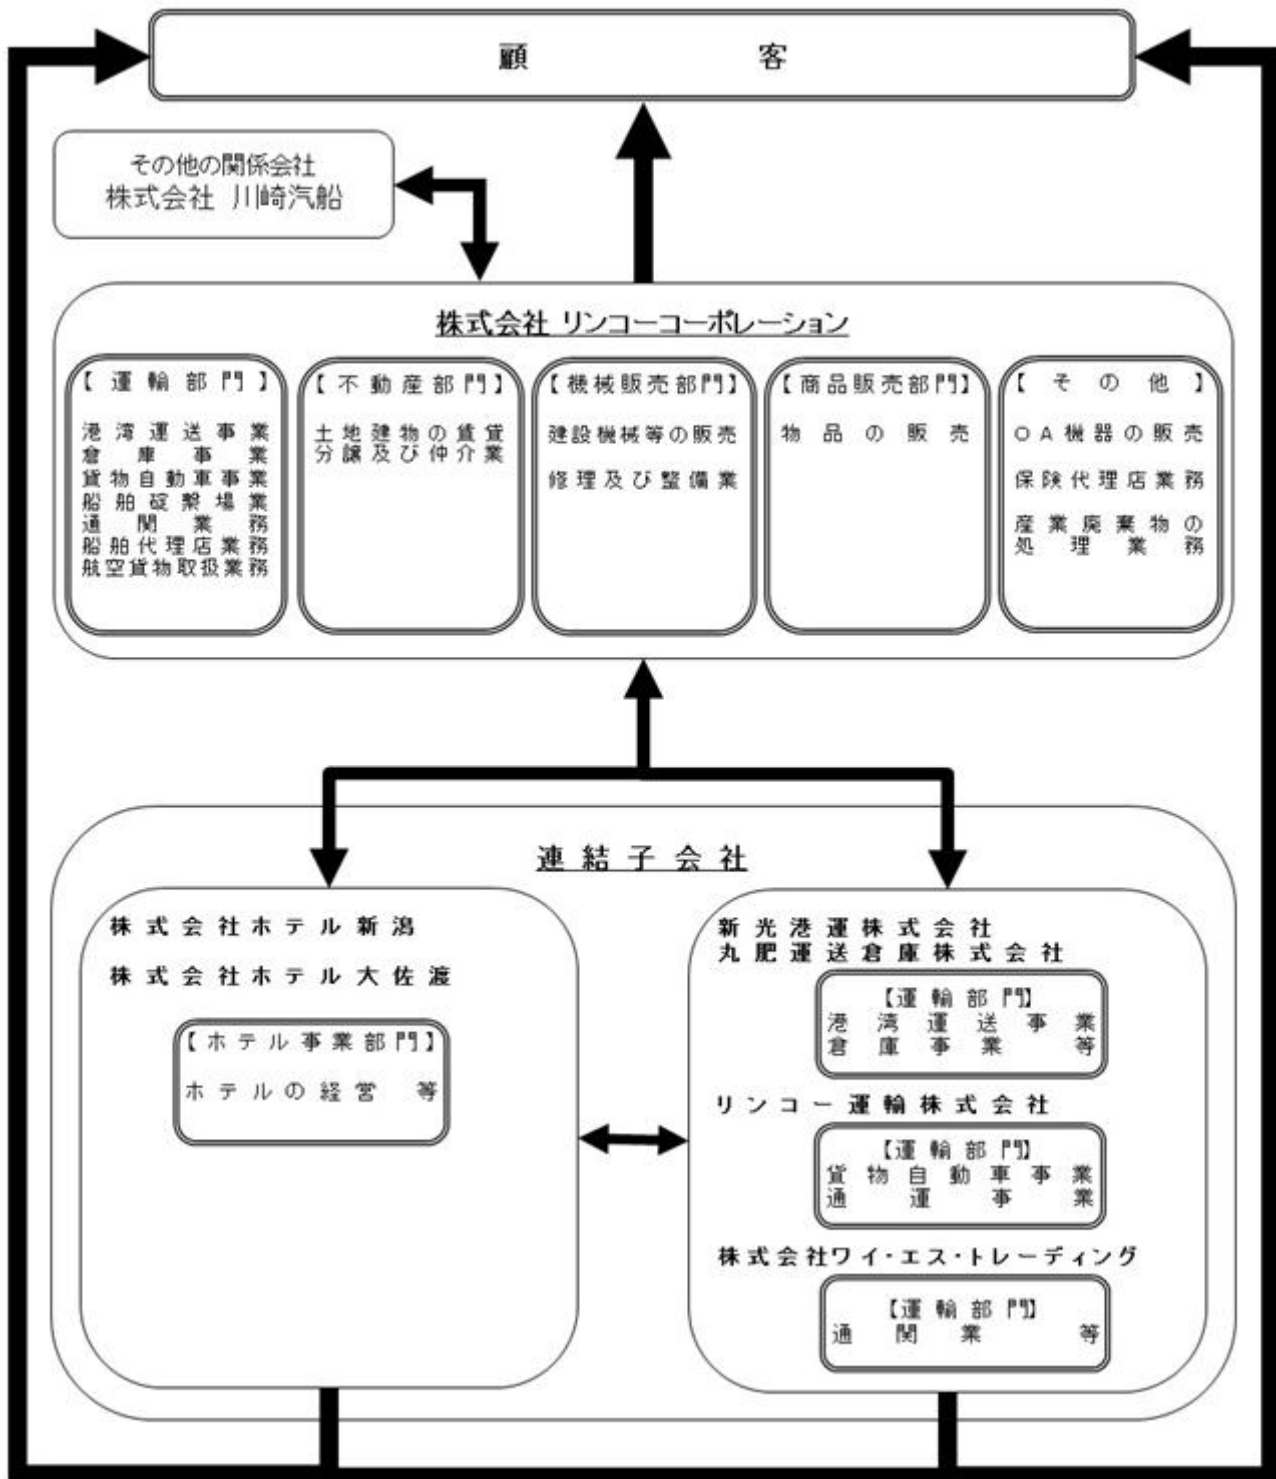 顧客
その他の関係会社
株式会社 川崎汽船
株式会社 リンコーコーポレーション
【運輸部門】
港湾運送事業
倉庫事業
貨物自動車事業
船舶碇繋場業
通関業務
船舶代理店業務
航空貨物取扱業務
【不動産部門】
土地建物の賃貸
分譲及び仲介業
【機械販売部門】
建設機械等の販売
修理及び整備業
【商品販売部門】
物品の販売
【その他】
OA機器の販売
保険代理店業務
産業廃棄物の
処理業務
連結子会社
株式会社ホテル新潟
株式会社ホテル大佐渡
【ホテル事業部門】
ホテルの経営 等
新光港運株式会社
丸肥運送倉庫株式会社
【運輸部門】
港湾運送事業
倉庫事業 等
リンコー運輸株式会社
【運輸部門】
貨物自動車事業
通運事業
株式会社ワイ・エス・トレーディング
【運輸部門】
通関業 等